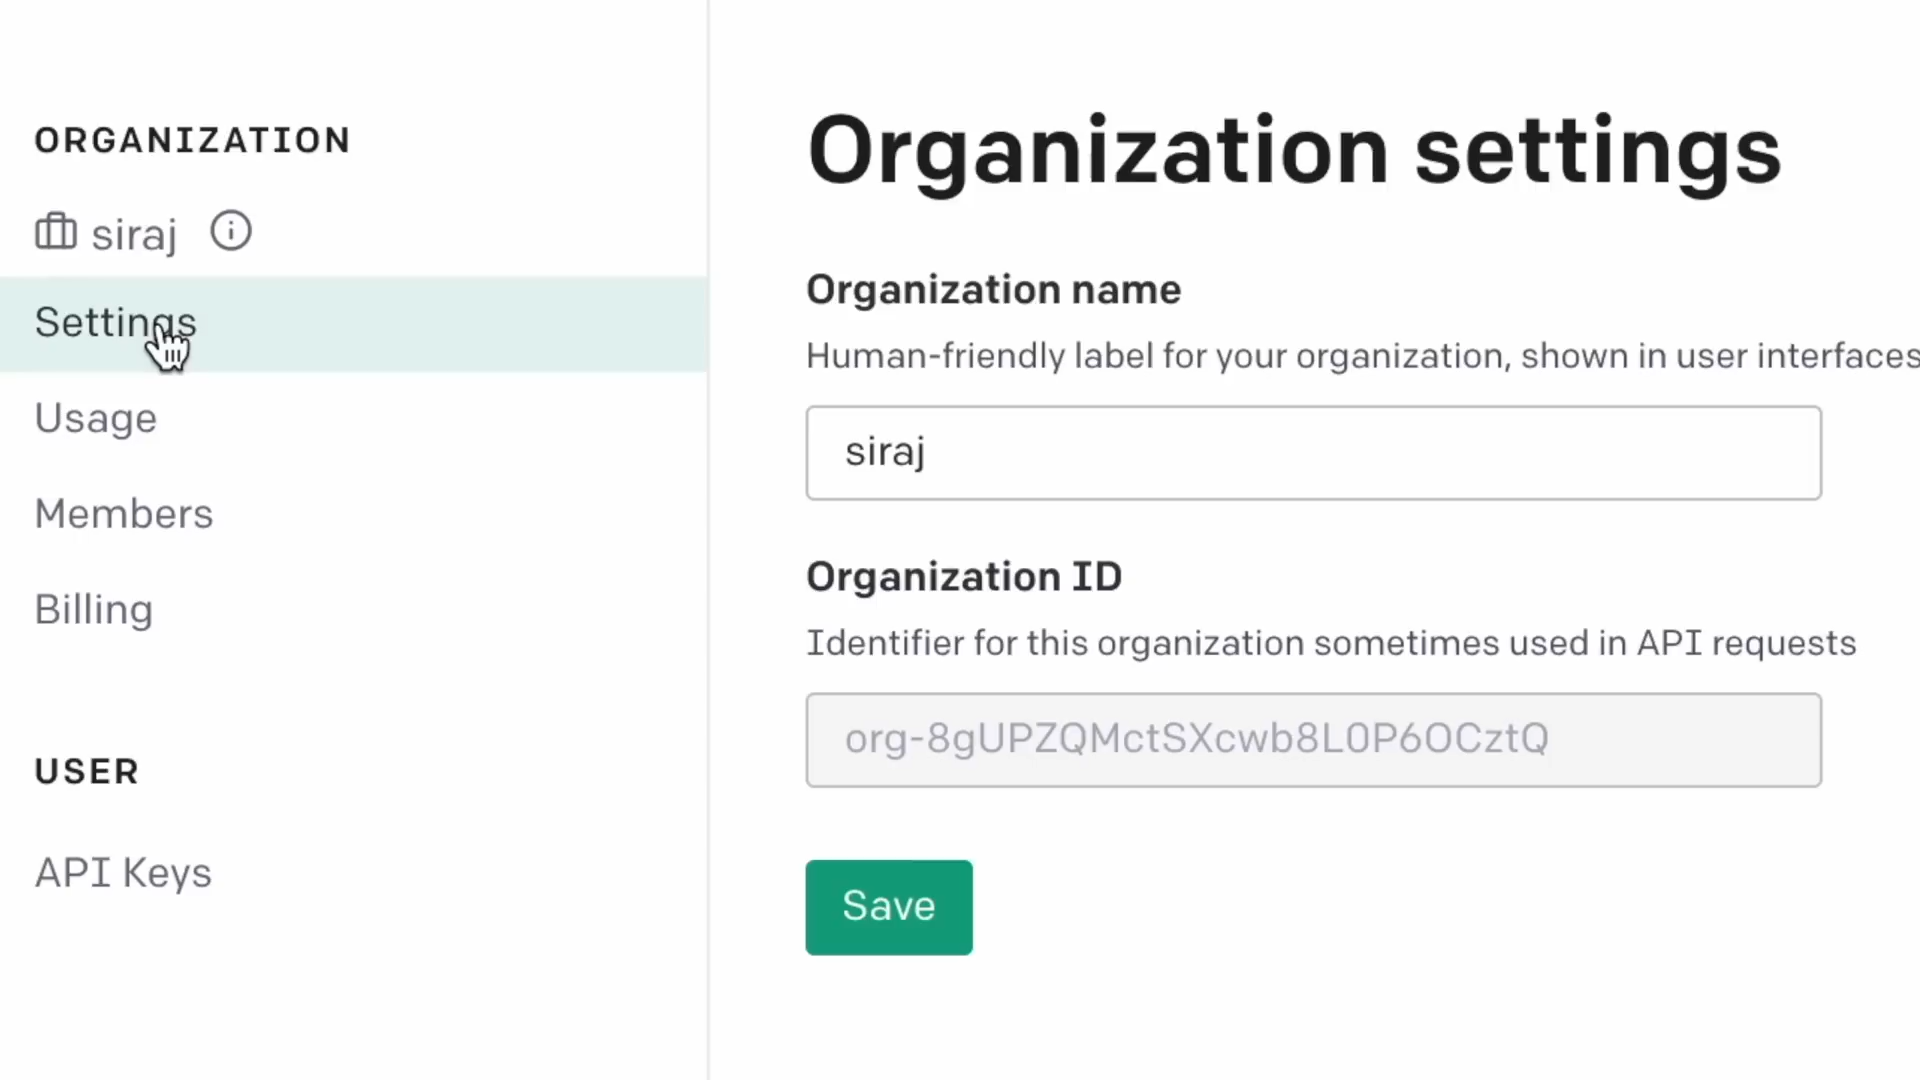 ORGANIZATION
siraj
Settings
Usage
Members
Billing
USER
API Keys
Organization settings
Organization name
Human-friendly label for your organization, shown in user interfaces
siraj
Organization ID
Identifier for this organization sometimes used in API requests
org-8gUPZQMctSXcwb8L0P6OCztQ
Save